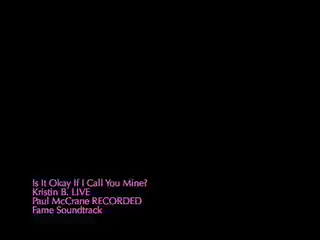 Is It Okay If I Call You Mine?
Kristin B. LIVE
Paul McCrane RECORDED
Fame Soundtrack